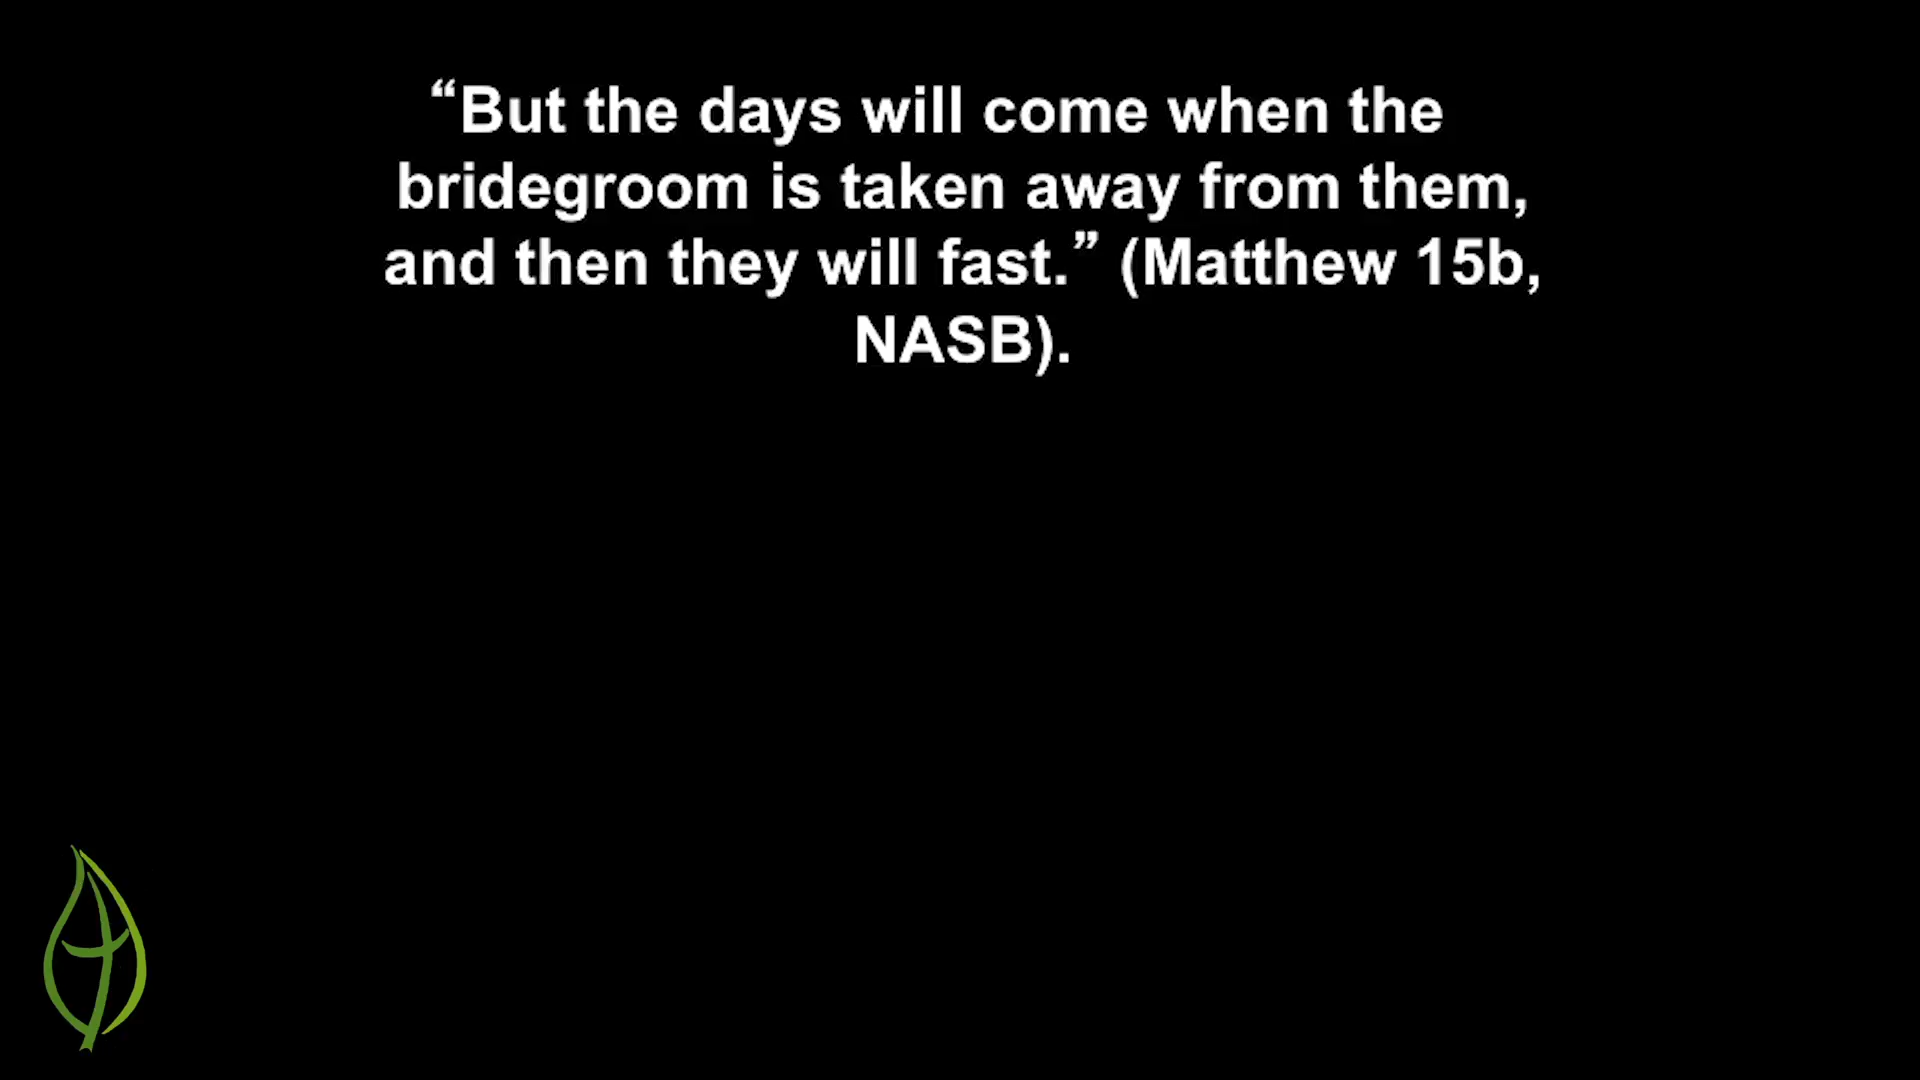 “But the days will come when the
bridegroom is taken away from them,
and then they will fast.” (Matthew 15b,
NASB).